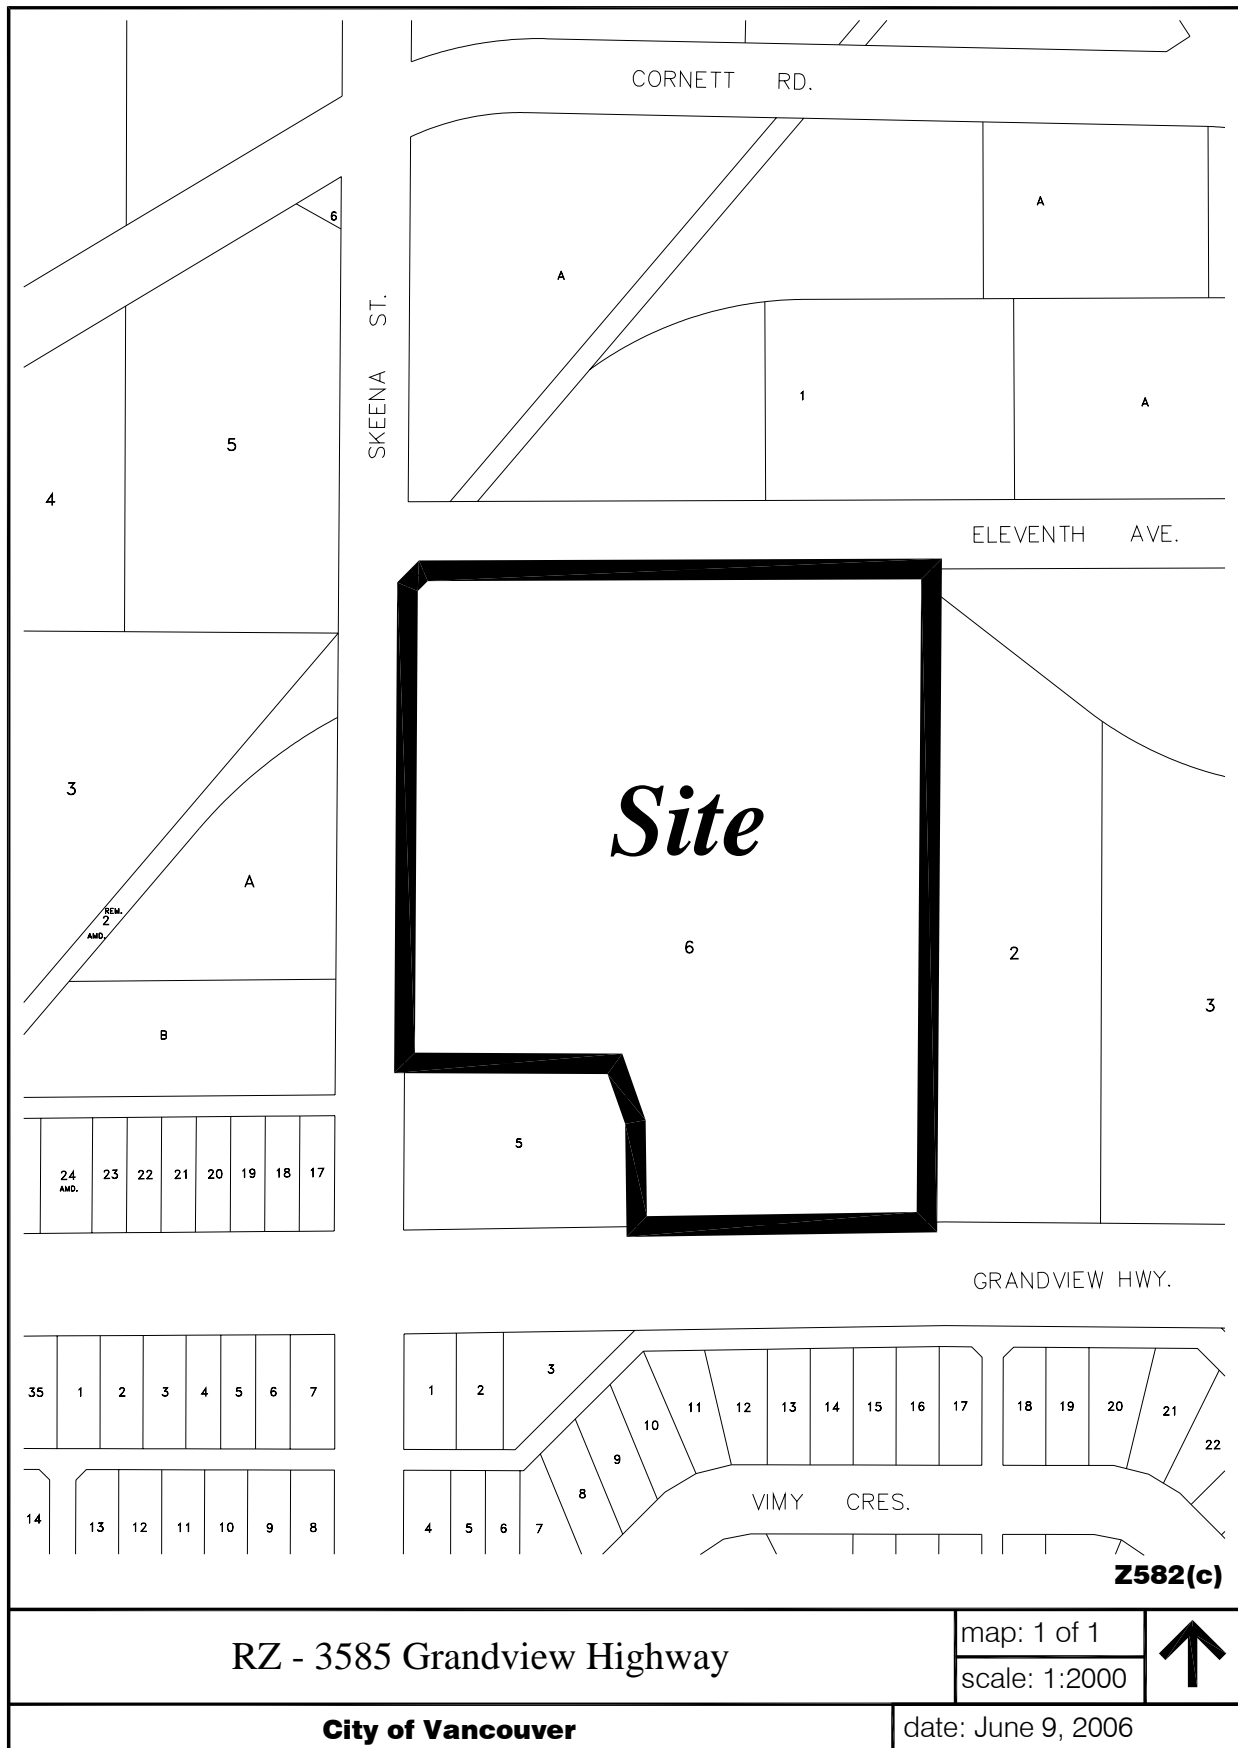 CORNETT RD.
A
6
A
SKEENA ST.
1
A
5
4
ELEVENTH AVE.
Site
3
A
REM.
2
AMD.
6
2
3
B
5
24 23 22 21 20 19 18 17
AMD.
GRANDVIEW HWY.
35 1 2 3 4 5 6 7
1 2 3
10 11 12 13 14 15 16 17
18 19 20 21
22
9
8
14 13 12 11 10 9 8
4 5 6 7
VIMY CRES.
Z582(c)
RZ - 3585 Grandview Highway
map: 1 of 1
scale: 1:2000
City of Vancouver
date: June 9, 2006